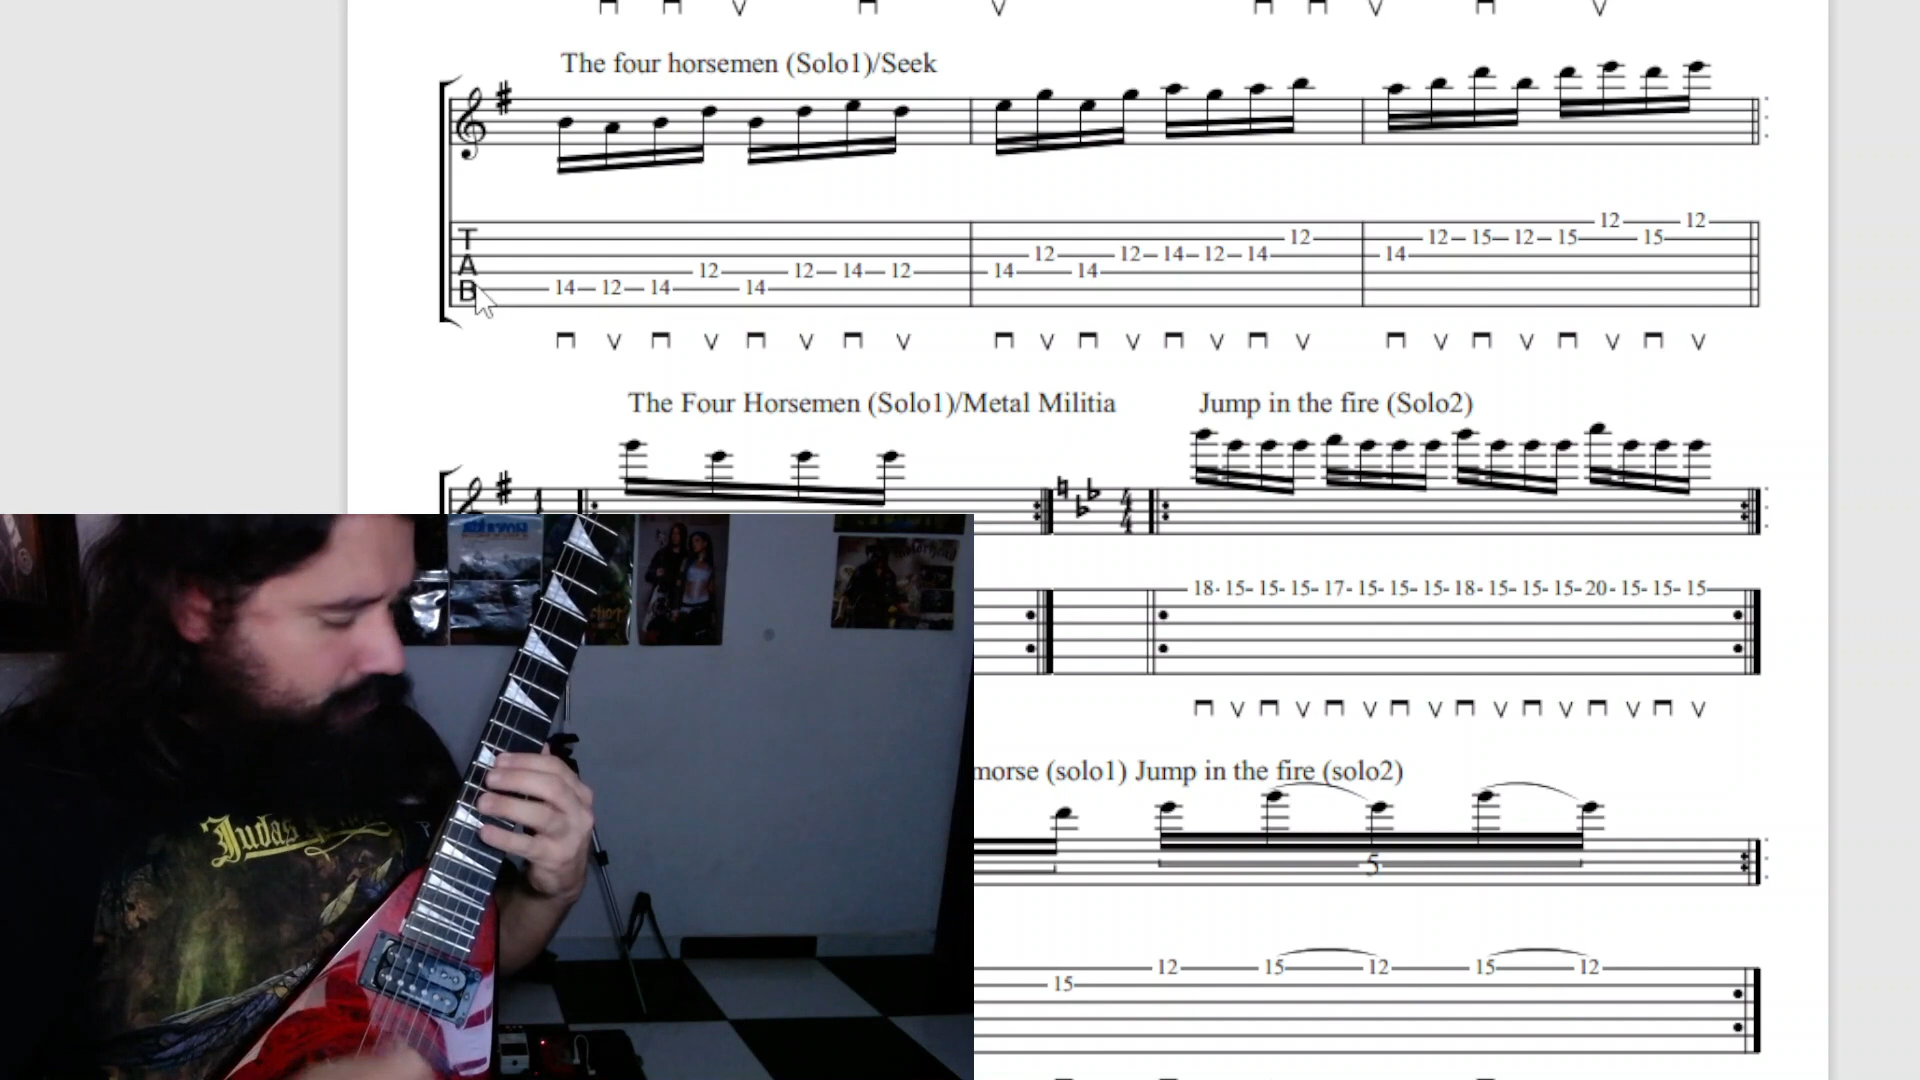 The four horsemen (Solo1)/Seek
T
A
B
12 12
12 15 12 15 15
12 12 14 12 14 14
12 12 14 12 14 14
14 12 14 14
The Four Horsemen (Solo1)/Metal Militia Jump in the fire (Solo2)
1 4
4
18 15 15 15 17 15 15 15 18 15 15 15 20 15 15 15
morse (solo1) Jump in the fire (solo2)
5
12 15 12 15 12
15
Judas